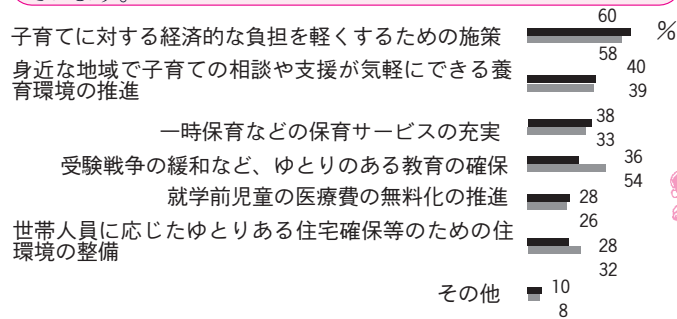 子育てに対する経済的な負担を軽くするための施策
60
%
58
身近な地域で子育ての相談や支援が気軽にできる養
育環境の推進
40
39
一時保育などの保育サービスの充実
38
33
受験戦争の緩和など、ゆとりのある教育の確保
36
54
就学前児童の医療費の無料化の推進
28
26
世帯人員に応じたゆとりある住宅確保等のための住
環境の整備
28
32
その他
10
8